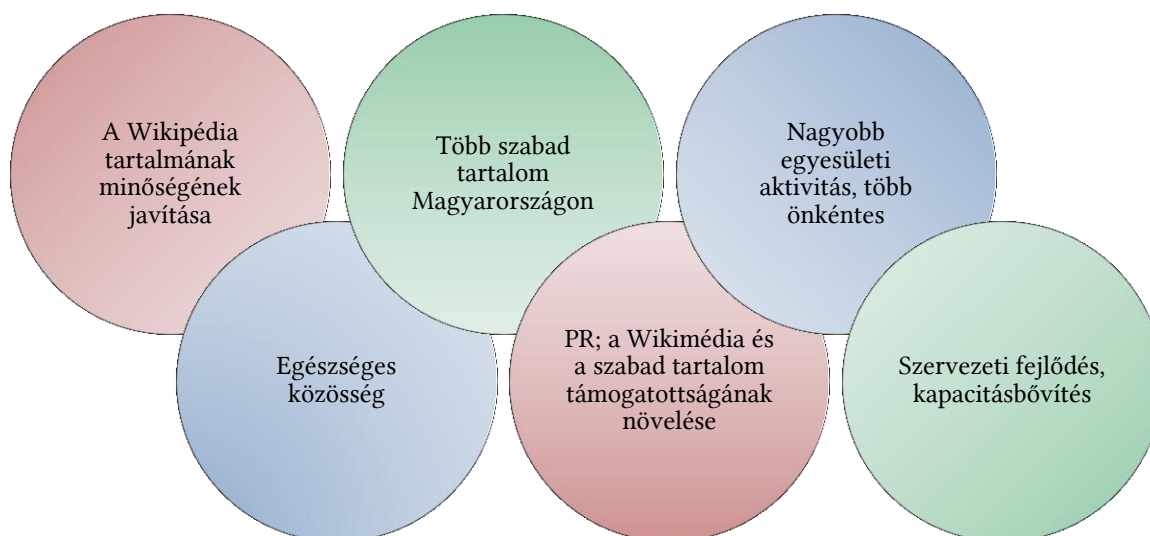 A Wikipédia
tartalmának
minőségének
javítása
Több szabad
tartalom
Magyarországon
Nagyobb
egyesületi
aktivitás, több
önkéntes
Egészséges
közösség
PR; a Wikimédia és
a szabad tartalom
támogatottságának
növelése
Szervezeti fejlődés,
kapacitásbővítés